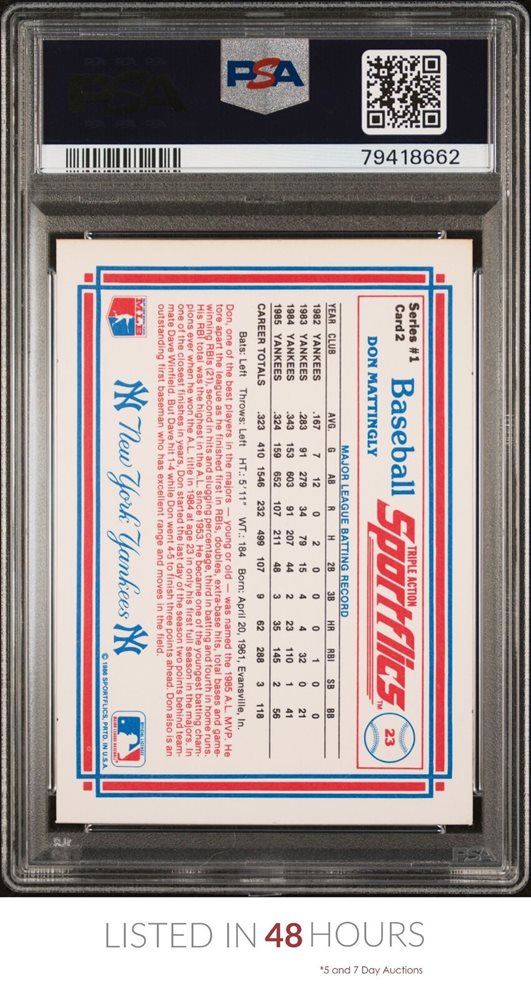 PSA
79418662
Series #1
Card 2
Baseball
TRIPLE ACTION
Sportflics™
23
DON MATTINGLY
MAJOR LEAGUE BATTING RECORD
YEAR CLUB AVG G AB R H 2B 3B HR RBI SB BB
1982 YANKEES .167 7 12 0 2 0 0 0 1 0 0
1983 YANKEES .283 91 279 34 79 15 4 4 32 0 21
1984 YANKEES .343 153 603 91 207 44 2 23 110 1 41
1985 YANKEES .324 159 652 107 211 48 3 35 145 2 56
CAREER TOTALS .323 410 1546 232 499 107 9 62 288 3 118
Bats: Left Throws: Left HT.: 5'11" WT.: 184 Born: April 20, 1961, Evansville, In.
Don, one of the best players in the majors — young or old — was named the 1985 A.L. MVP. He
tore apart the league as he finished first in RBIs, doubles, extra-base hits, total bases and game-
winning RBIs (21), second in hits and slugging percentage, third in batting and fourth in home runs.
His RBI total was the highest in the A.L. since 1953. He became one of the youngest batting cham-
pions ever when he won the A.L. title in 1984 at age 23 in only his first full season in the majors. In
one of the closest finishes in years, Don started the last day of the season two points behind team-
mate Dave Winfield. But Dave hit 1-4 while Don went 4-5 to finish three points ahead. Don also is an
outstanding first baseman who has excellent range and moves in the field.
MLB
NY New York Yankees NY
© 1986 SPORTFLICS, PRTD. IN U.S.A.
PSA
LISTED IN 48 HOURS
*5 and 7 Day Auctions